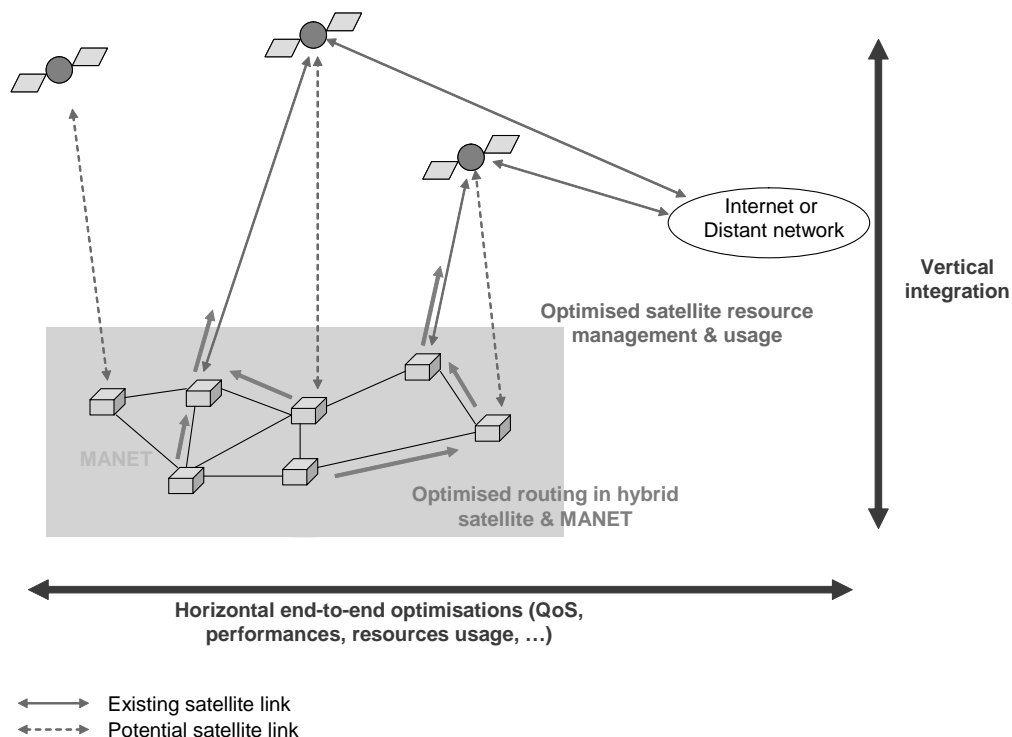 Internet or
Distant network
Vertical
integration
Optimised satellite resource
management & usage
MANET
Optimised routing in hybrid
satellite & MANET
Horizontal end-to-end optimisations (QoS,
performances, resources usage, …)
Existing satellite link
Potential satellite link